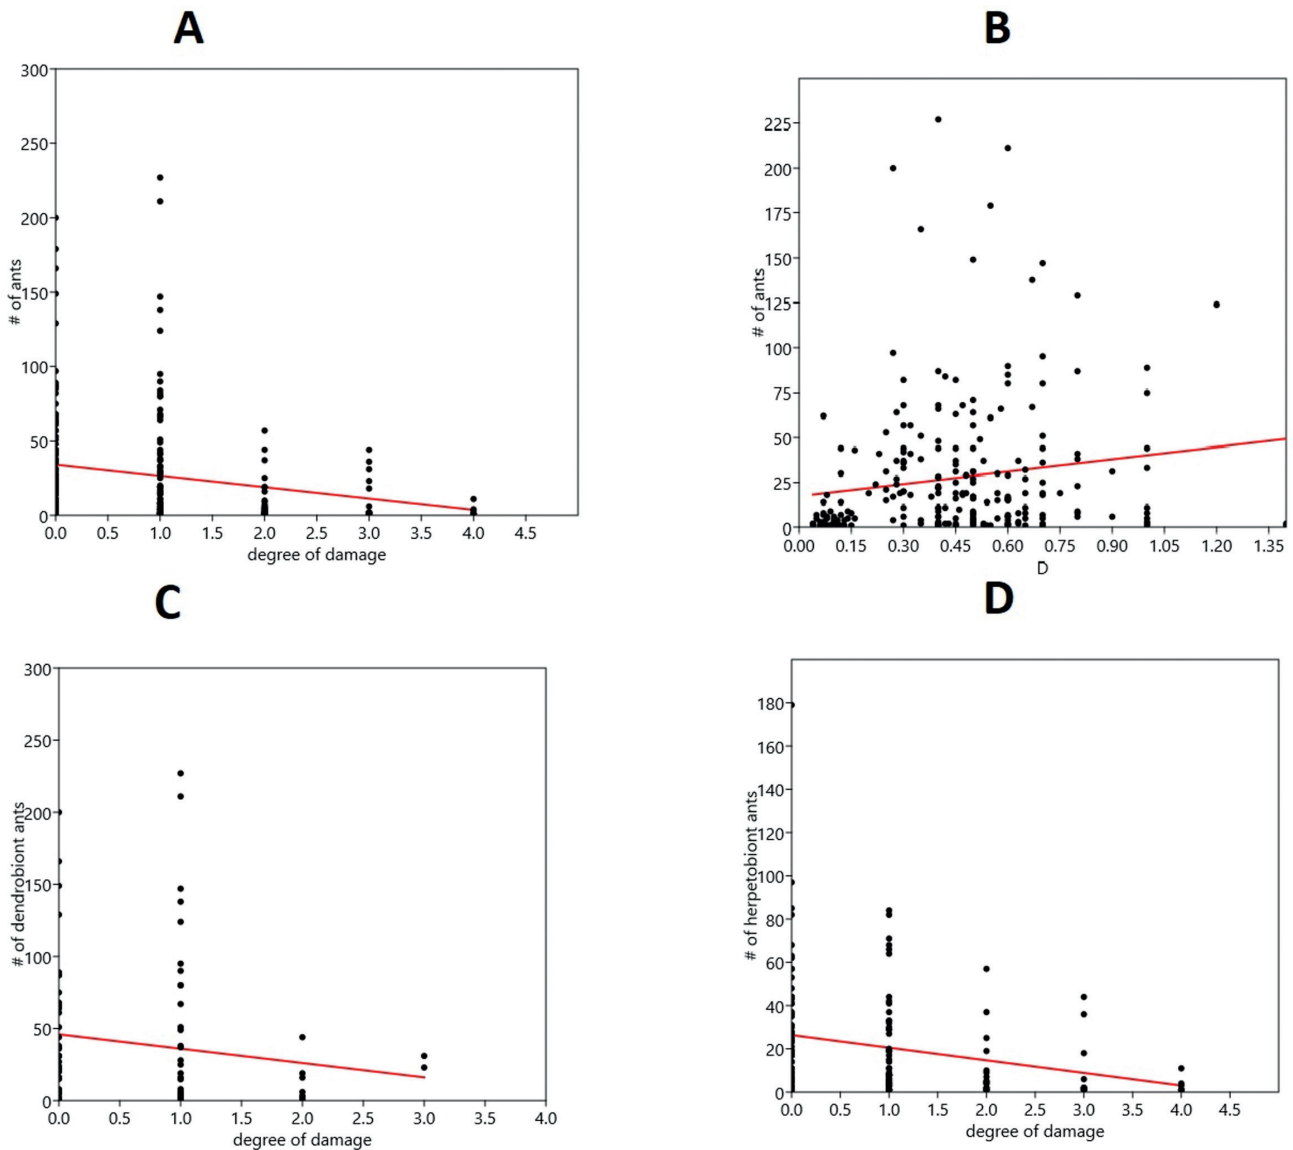 A
300
250
200
150
100
50
0
# of ants
0.0 0.5 1.0 1.5 2.0 2.5 3.0 3.5 4.0 4.5
degree of damage
B
225
200
175
150
125
100
75
50
25
0
# of ants
0.00 0.15 0.30 0.45 0.60 0.75 0.90 1.05 1.20 1.35
D
C
300
250
200
150
100
50
0
# of dendrobiont ants
0.0 0.5 1.0 1.5 2.0 2.5 3.0 3.5 4.0
degree of damage
D
180
160
140
120
100
80
60
40
20
0
# of herpetobiont ants
0.0 0.5 1.0 1.5 2.0 2.5 3.0 3.5 4.0 4.5
degree of damage